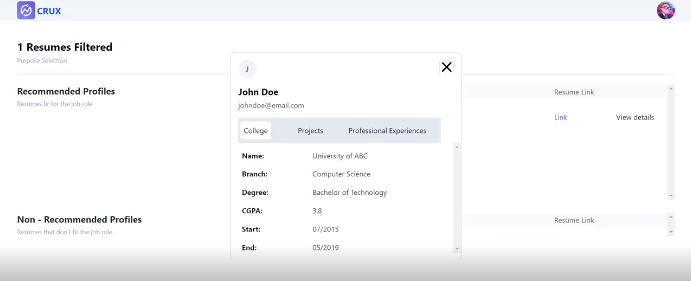 CRUX
1 Resumes Filtered
Purpose Selection
Recommended Profiles
Resumes fir for the job role
Resume Link
Link
View details
J
John Doe
johndoe@email.com
College Projects Professional Experiences
Name: University of ABC
Branch: Computer Science
Degree: Bachelor of Technology
CGPA: 3.8
Start: 07/2015
End: 05/2019
Non - Recommended Profiles
Resumes that don't fir the job role
Resume Link